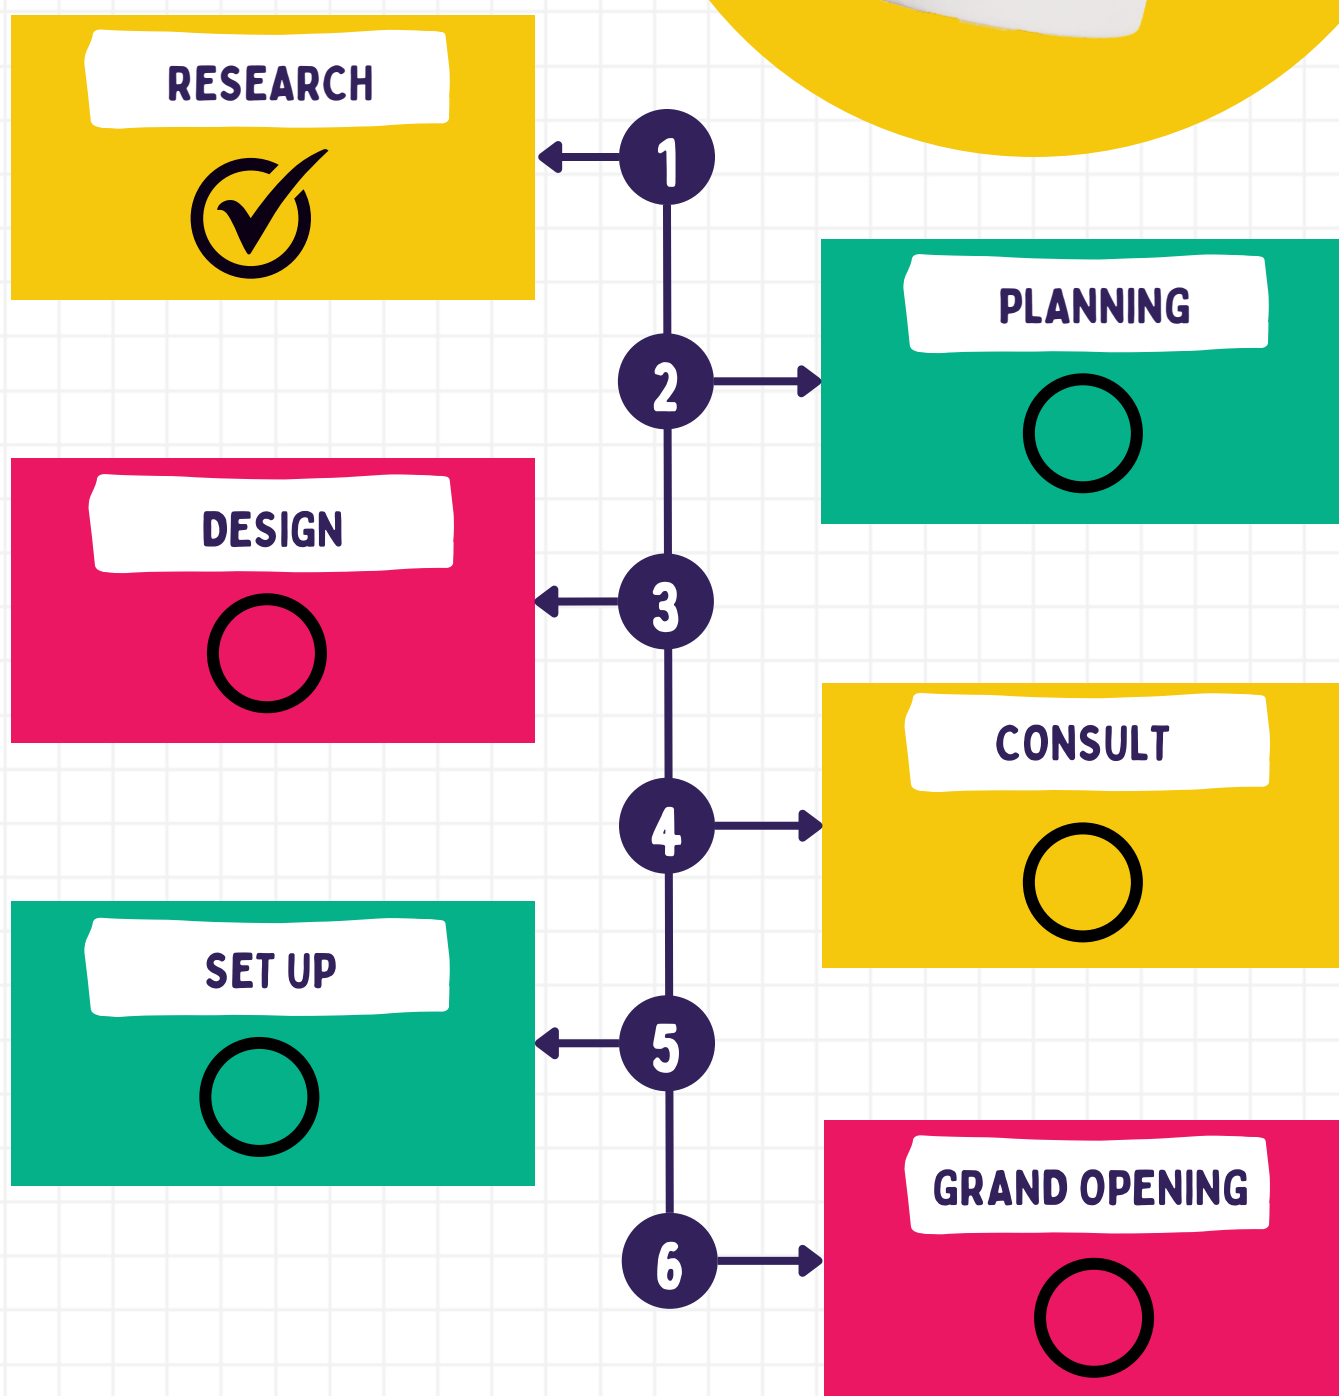 RESEARCH
1
PLANNING
2
DESIGN
3
CONSULT
4
SET UP
5
GRAND OPENING
6